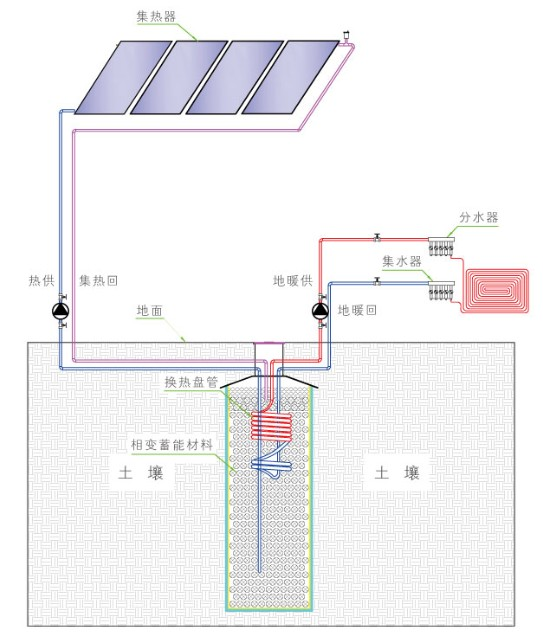 集热器
分水器
集水器
热供
集热回
地暖供
地暖回
地面
换热盘管
相变蓄能材料
土壤
土壤